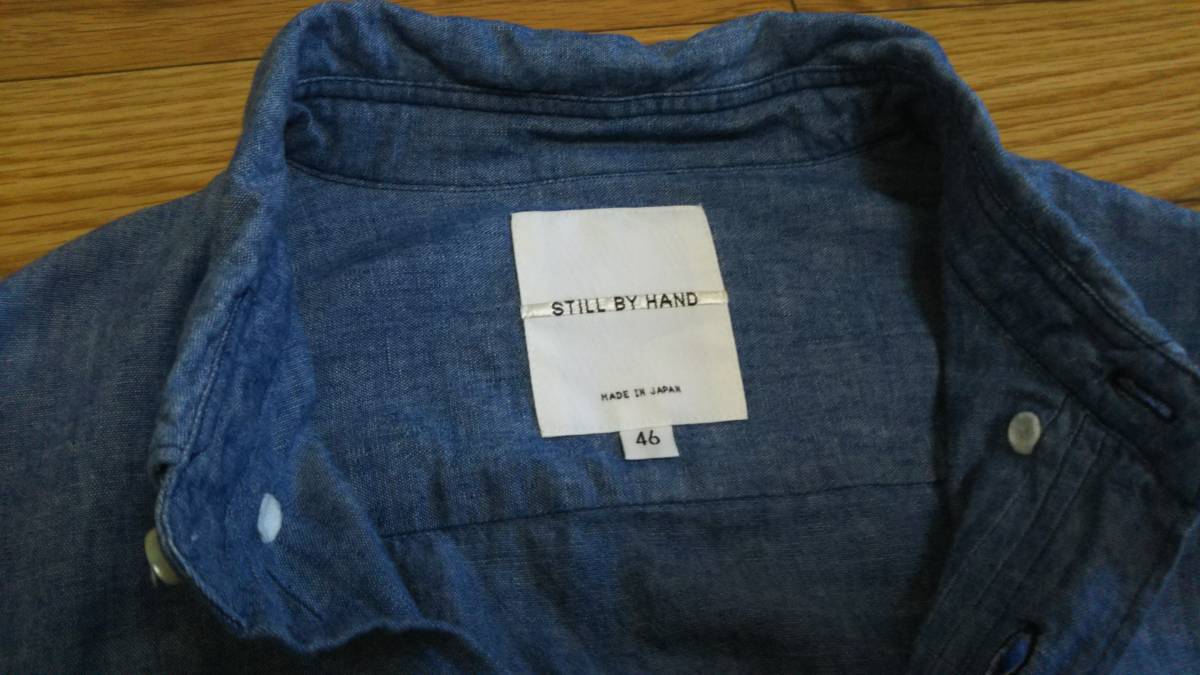 STILL BY HAND
MADE IN JAPAN
46